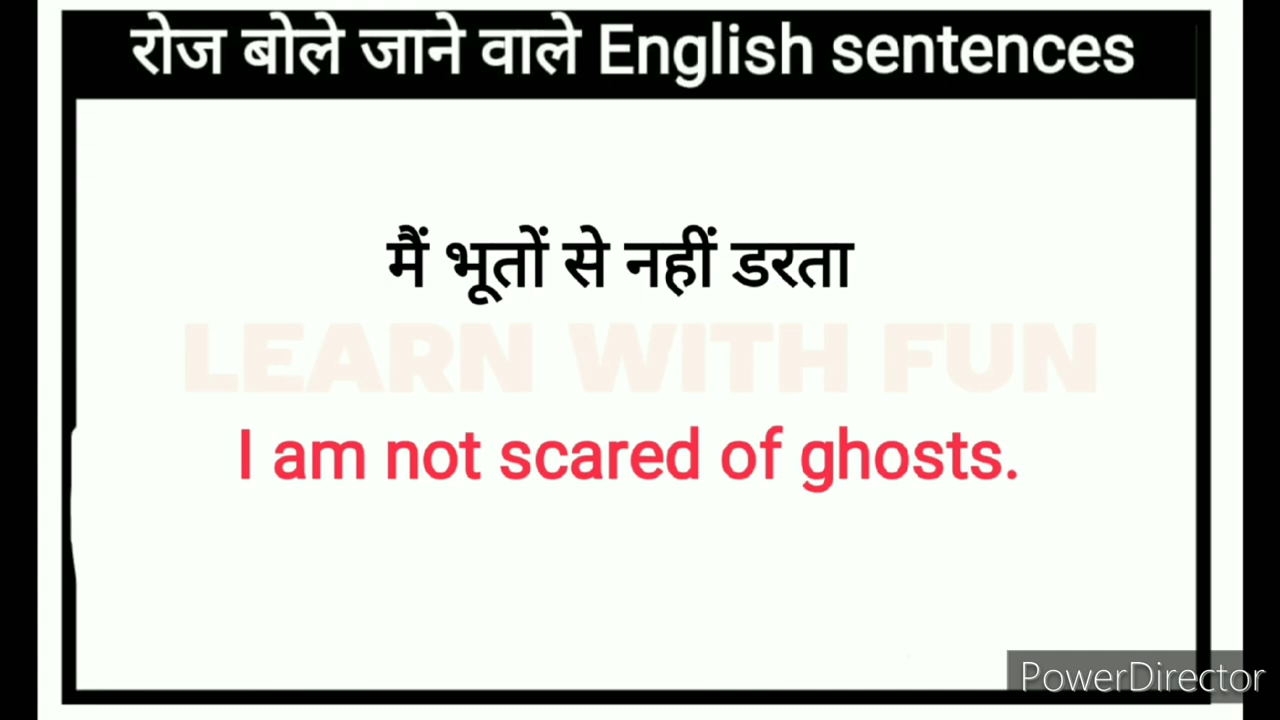 रोज बोले जाने वाले English sentences
मैं भूतों से नहीं डरता
LEARN WITH FUN
I am not scared of ghosts.
PowerDirector